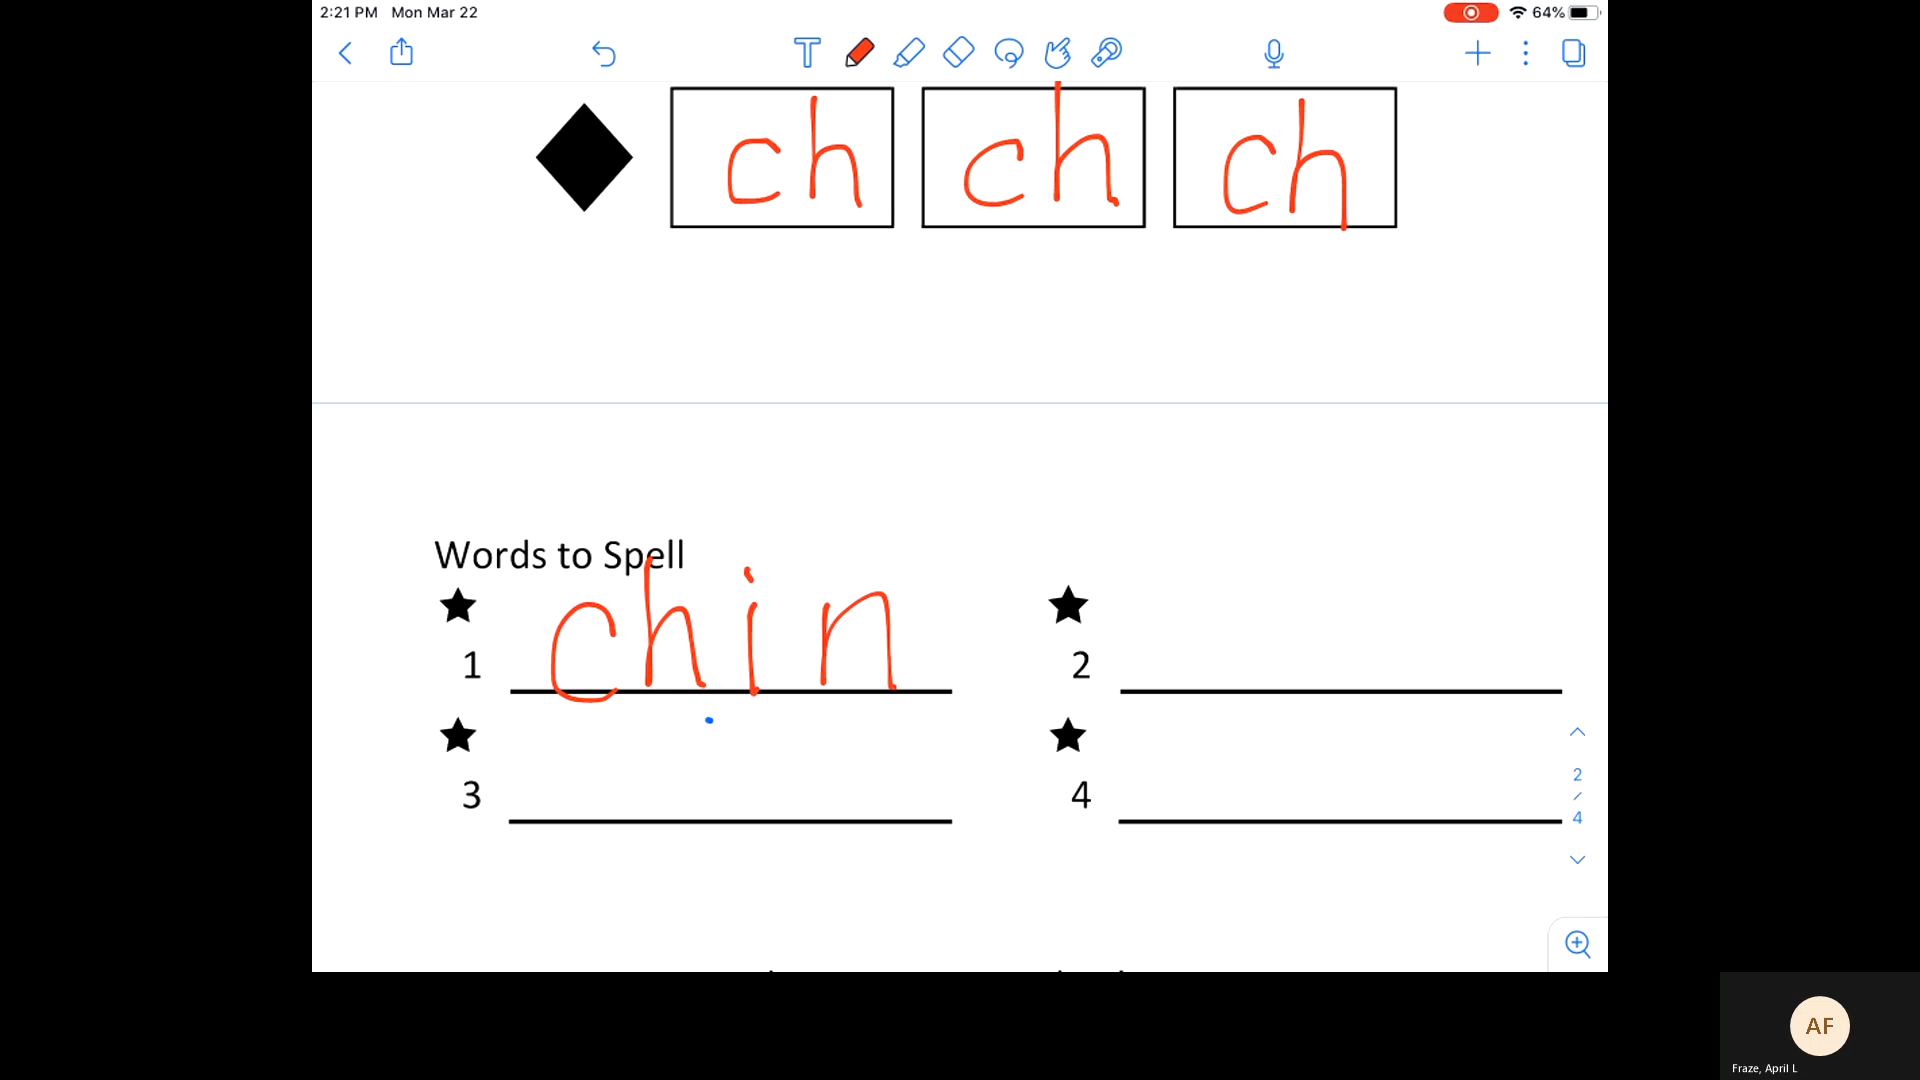 2:21 PM Mon Mar 22 64%
T
ch ch ch
Words to Spell
1 chin 2
3 4
2
/
4
AF
Fraze, April L